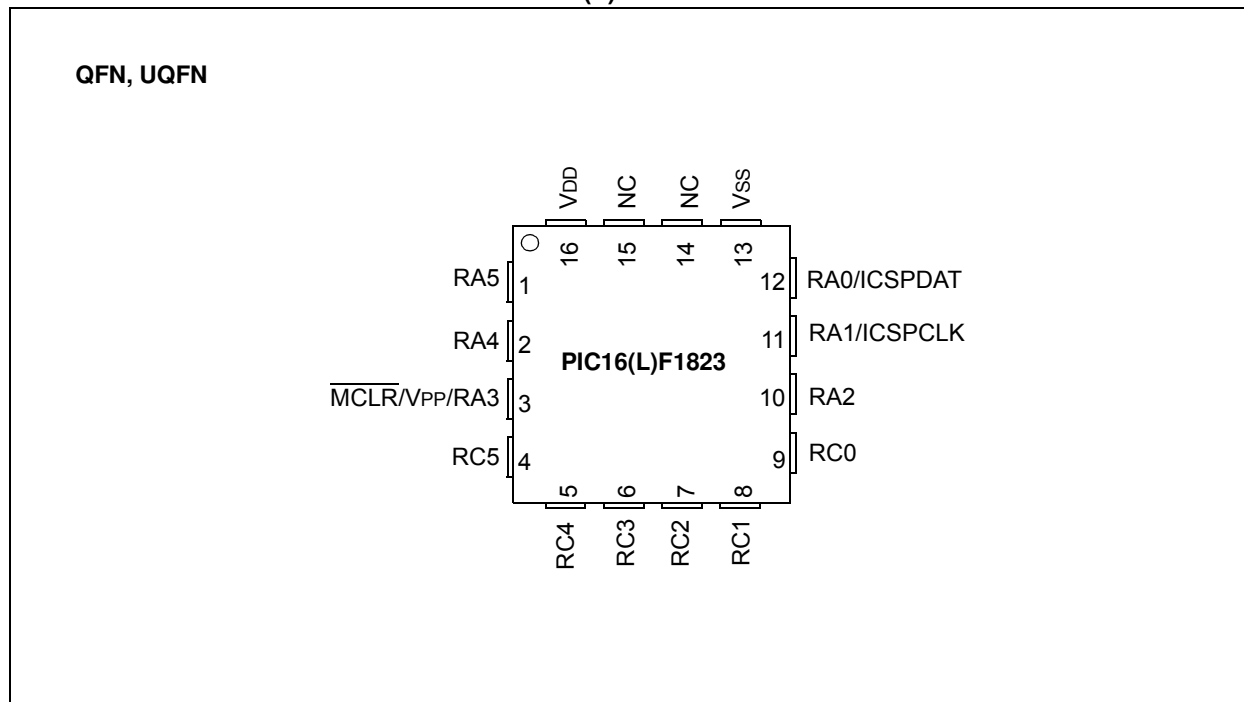 QFN, UQFN
VDD
NC
NC
VSS
16
15
14
13
RA5
1
12
RA0/ICSPDAT
RA4
2
11
RA1/ICSPCLK
PIC16(L)F1823
MCLR/VPP/RA3
3
10
RA2
RC5
4
9
RC0
5
6
7
8
RC4
RC3
RC2
RC1